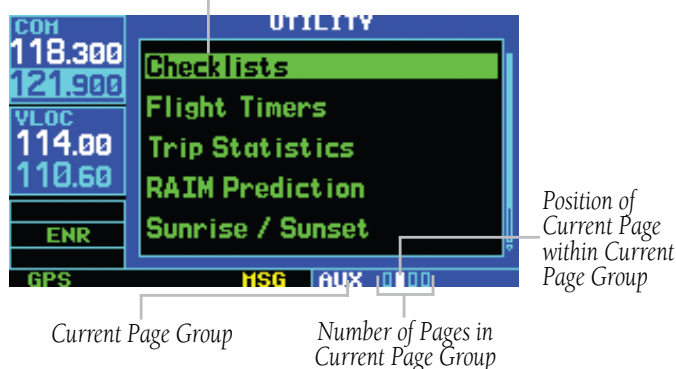 UTILITY
COM
118.300
121.900
VLOC
114.00
110.60
ENR
Checklists
Flight Timers
Trip Statistics
RAIM Prediction
Sunrise / Sunset
GPS
MSG
AUX
Position of
Current Page
within Current
Page Group
Current Page Group
Number of Pages in
Current Page Group